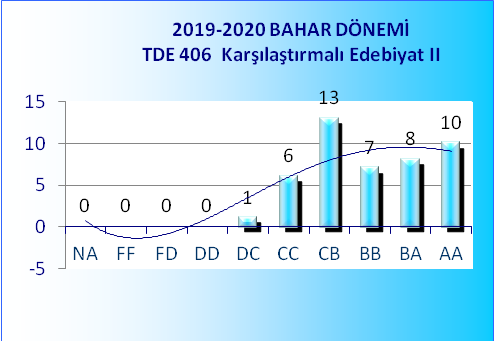 2019-2020 BAHAR DÖNEMİ
TDE 406 Karşılaştırmalı Edebiyat II
15
10
5
0
-5
0 0 0 0 1 6 13 7 8 10
NA FF FD DD DC CC CB BB BA AA